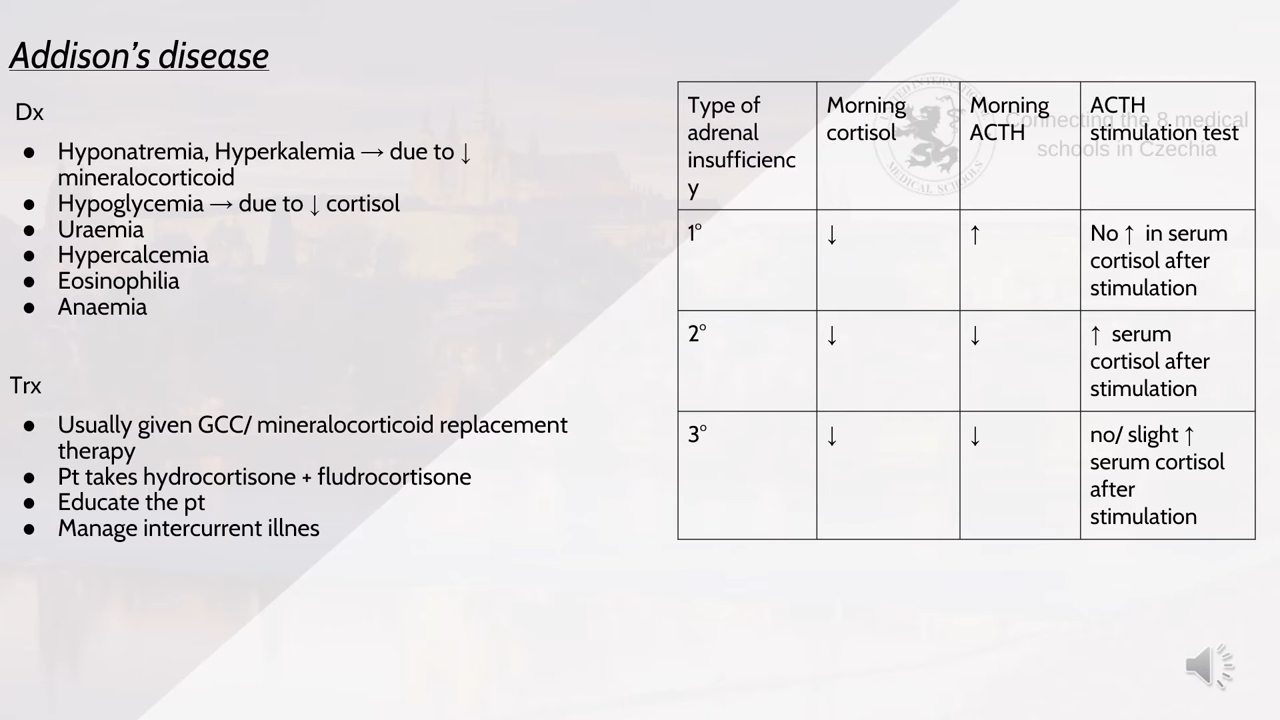 Addison's disease
Dx
● Hyponatremia, Hyperkalemia → due to ↓
mineralocorticoid
● Hypoglycemia → due to ↓ cortisol
● Uraemia
● Hypercalcemia
● Eosinophilia
● Anaemia
Trx
● Usually given GCC/ mineralocorticoid replacement
therapy
● Pt takes hydrocortisone + fludrocortisone
● Educate the pt
● Manage intercurrent illnes
Connecting the 8 medical
schools in Czechia
MEDICAL SCHOOLS
Type of
adrenal
insufficienc
y
Morning
cortisol
Morning
ACTH
ACTH
stimulation test
1°
↓
↑
No ↑ in serum
cortisol after
stimulation
2°
↓
↓
↑ serum
cortisol after
stimulation
3°
↓
↓
no/ slight ↑
serum cortisol
after
stimulation